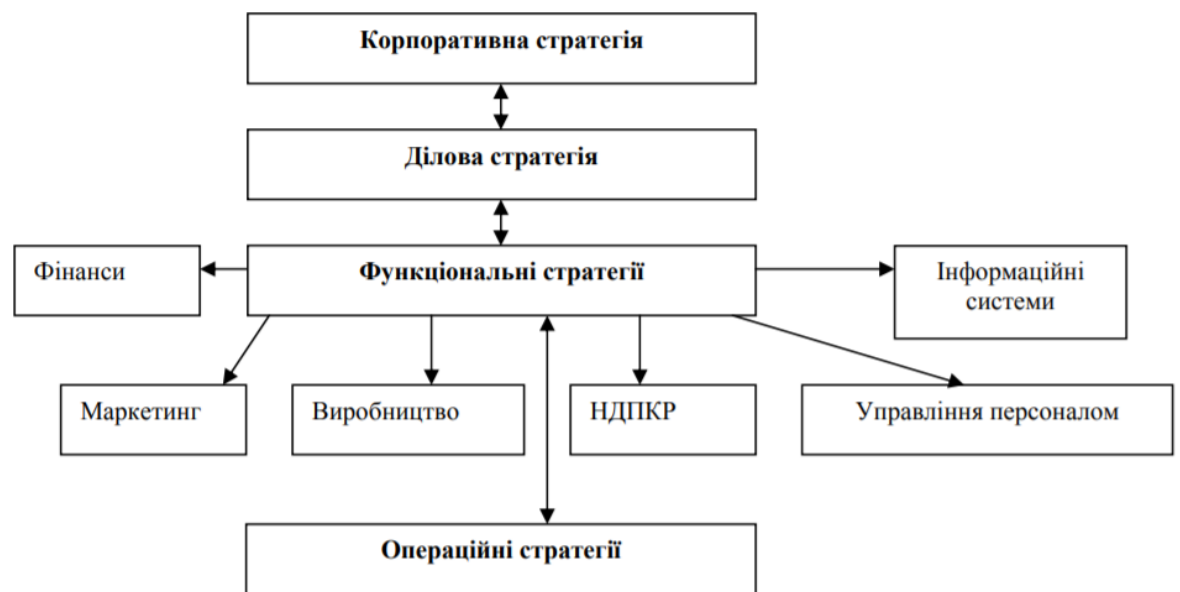 Корпоративна стратегія
Ділова стратегія
Фінанси
Функціональні стратегії
Інформаційні
системи
Маркетинг
Виробництво
НДПКР
Управління персоналом
Операційні стратегії